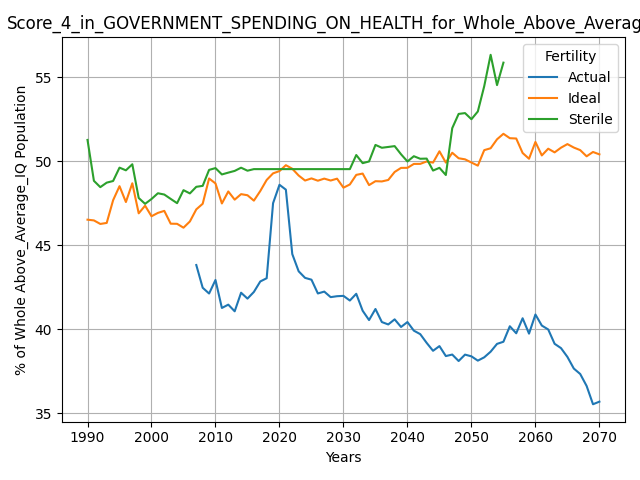 Score_4_in_GOVERNMENT_SPENDING_ON_HEALTH_for_Whole_Above_Averag
Fertility
Actual
Ideal
Sterile
% of Whole Above_Average_IQ Population
55
50
45
40
35
1990 2000 2010 2020 2030 2040 2050 2060 2070
Years